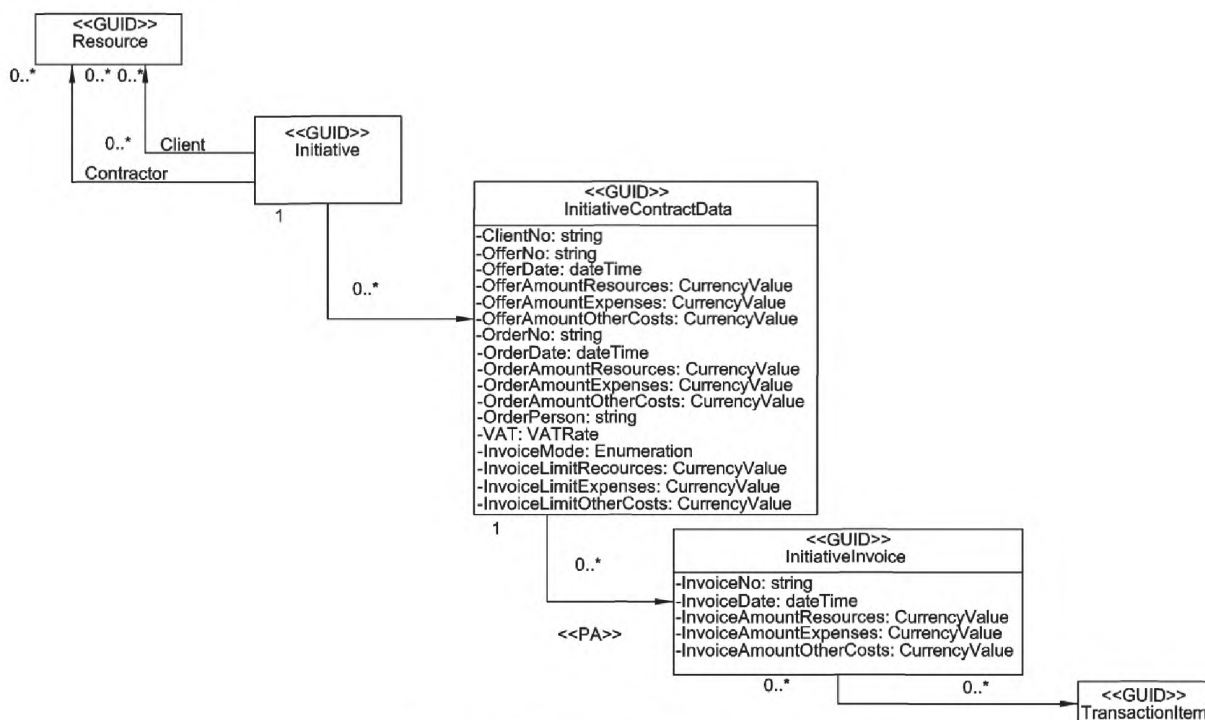 <<GUID>>
Resource
0..*
0..* 0..*
0..*
Client
Contractor
<<GUID>>
Initiative
1
0..*
<<GUID>>
InitiativeContractData
-ClientNo: string
-OfferNo: string
-OfferDate: dateTime
-OfferAmountResources: CurrencyValue
-OfferAmountExpenses: CurrencyValue
-OfferAmountOtherCosts: CurrencyValue
-OrderNo: string
-OrderDate: dateTime
-OrderAmountResources: CurrencyValue
-OrderAmountExpenses: CurrencyValue
-OrderAmountOtherCosts: CurrencyValue
-OrderPerson: string
-VAT: VATRate
-InvoiceMode: Enumeration
-InvoiceLimitRecources: CurrencyValue
-InvoiceLimitExpenses: CurrencyValue
-InvoiceLimitOtherCosts: CurrencyValue
1
0..*
<<PA>>
<<GUID>>
InitiativeInvoice
-InvoiceNo: string
-InvoiceDate: dateTime
-InvoiceAmountResources: CurrencyValue
-InvoiceAmountExpenses: CurrencyValue
-InvoiceAmountOtherCosts: CurrencyValue
0..*
0..*
<<GUID>>
TransactionItem